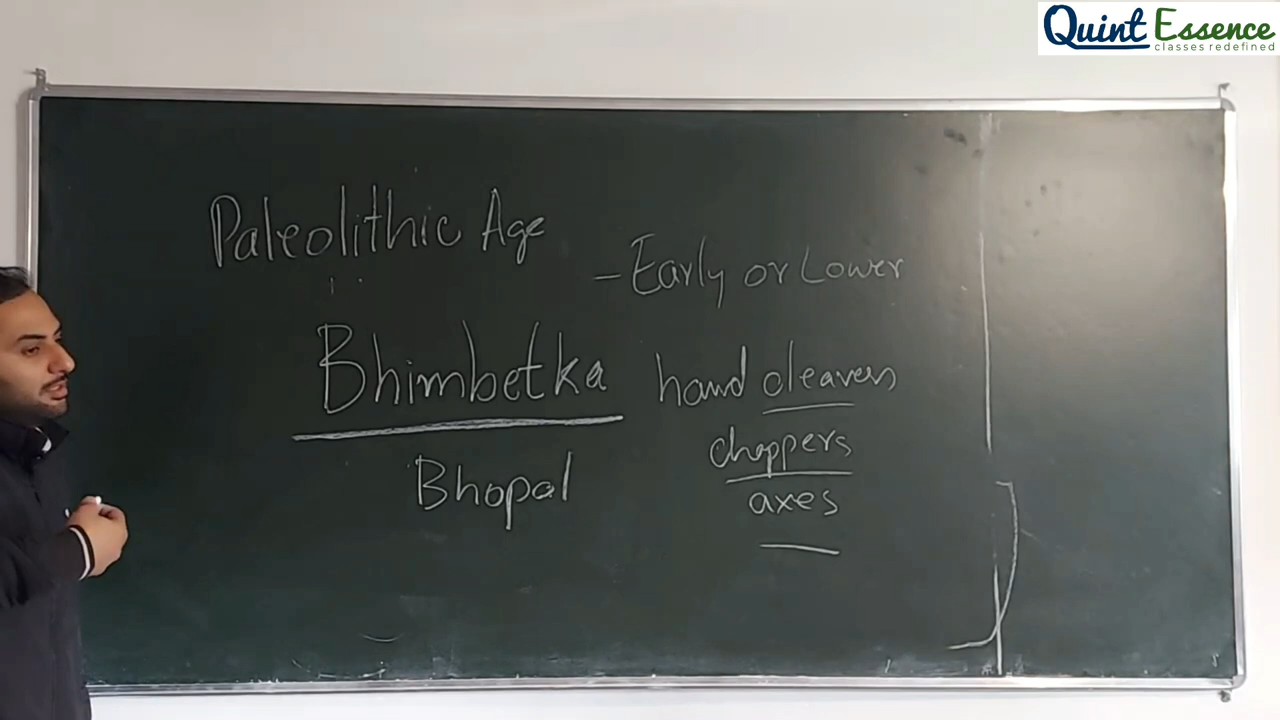 Quint Essence
classes redefined
Paleolithic Age
- Early or Lower
Bhimbetka
hand cleavers
choppers
Bhopal
axes